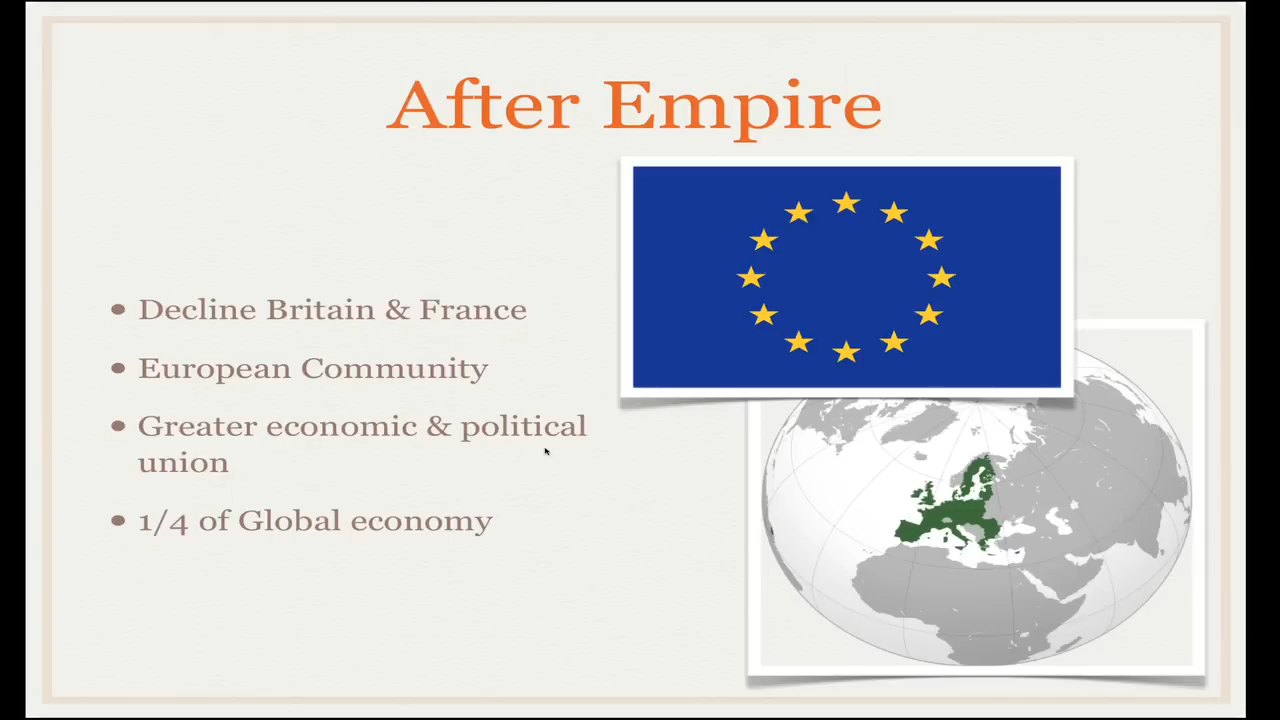 After Empire
• Decline Britain & France
• European Community
• Greater economic & political
union
• 1/4 of Global economy